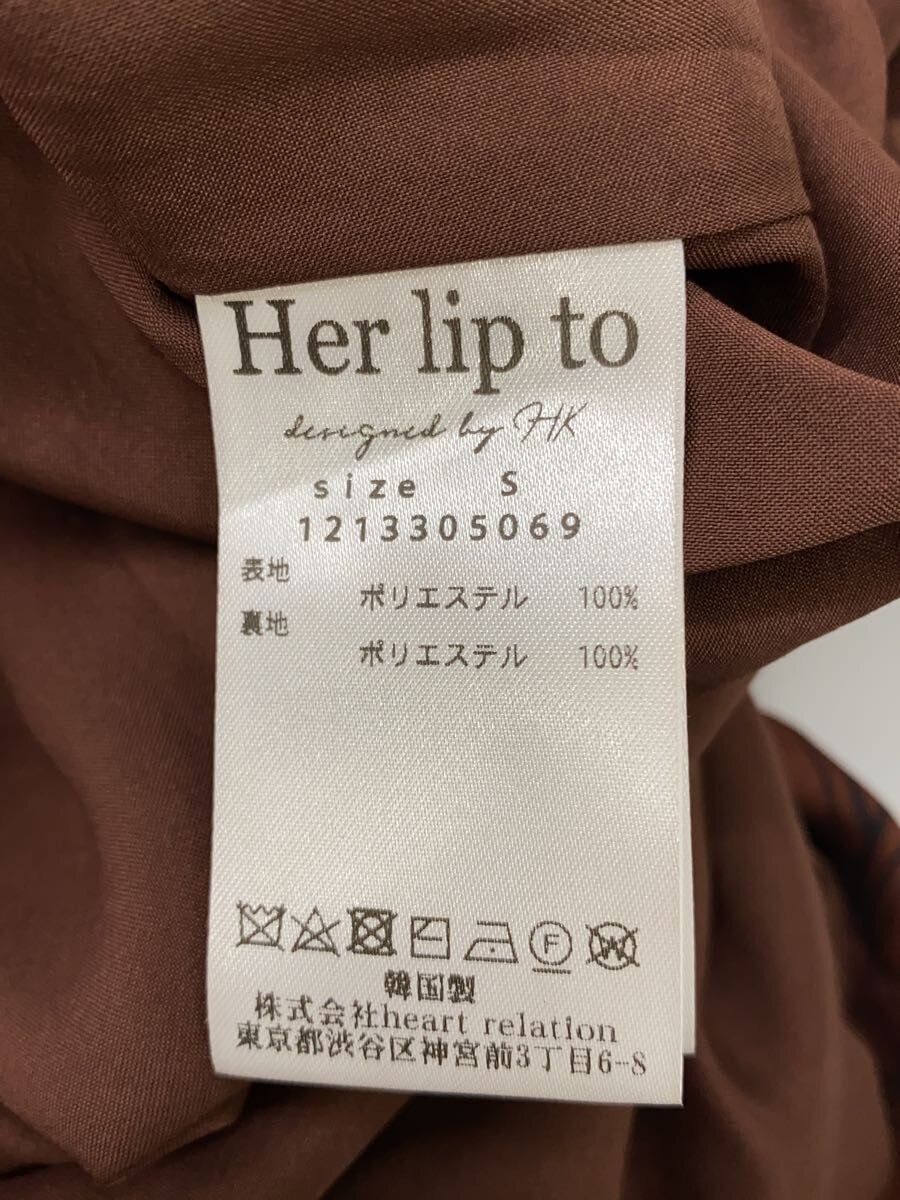 Her lip to
designed by HK
size S
1213305069
表地
ポリエステル 100%
裏地
ポリエステル 100%
F W
韓国製
株式会社heart relation
東京都渋谷区神宮前3丁目6-8